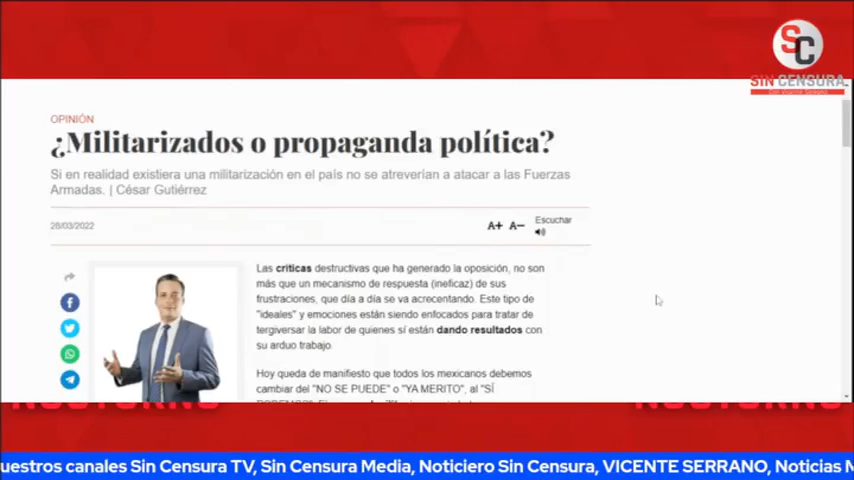 SC
SIN CENSURA
OPINIÓN
¿Militarizados o propaganda política?
Si en realidad existiera una militarización en el país no se atreverían a atacar a las Fuerzas
Armadas. | César Gutiérrez
28/03/2022
A+ A−
Escuchar
Las críticas destructivas que ha generado la oposición, no son
más que un mecanismo de respuesta (ineficaz) de sus
frustraciones, que día a día se va acrecentando. Este tipo de
"ideales" y emociones están siendo enfocados para tratar de
tergiversar la labor de quienes sí están dando resultados con
su arduo trabajo.
Hoy queda de manifiesto que todos los mexicanos debemos
cambiar del "NO SE PUEDE" o "YA MERITO", al "SÍ
NOCTURNO
NOCTURNO
uestros canales Sin Censura TV, Sin Censura Media, Noticiero Sin Censura, VICENTE SERRANO, Noticias M